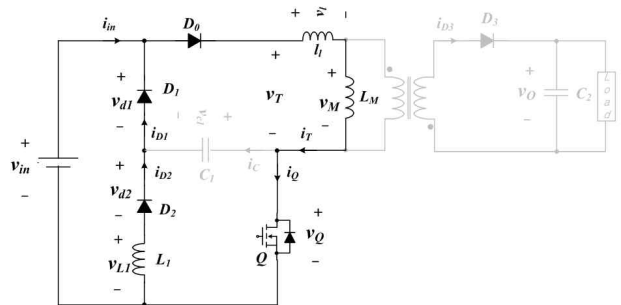 i_in
D_0
+ v_l −
l_l
i_D3
D_3
+
v_d1
−
D_1
i_D1
+
v_T
−
+
v_M
−
L_M
+
v_O
−
C_2
Load
− v_c1 +
C_1
i_C
i_T
i_Q
+
v_in
−
i_D2
+
v_d2
−
D_2
+
v_L1
−
L_1
Q
+
v_Q
−